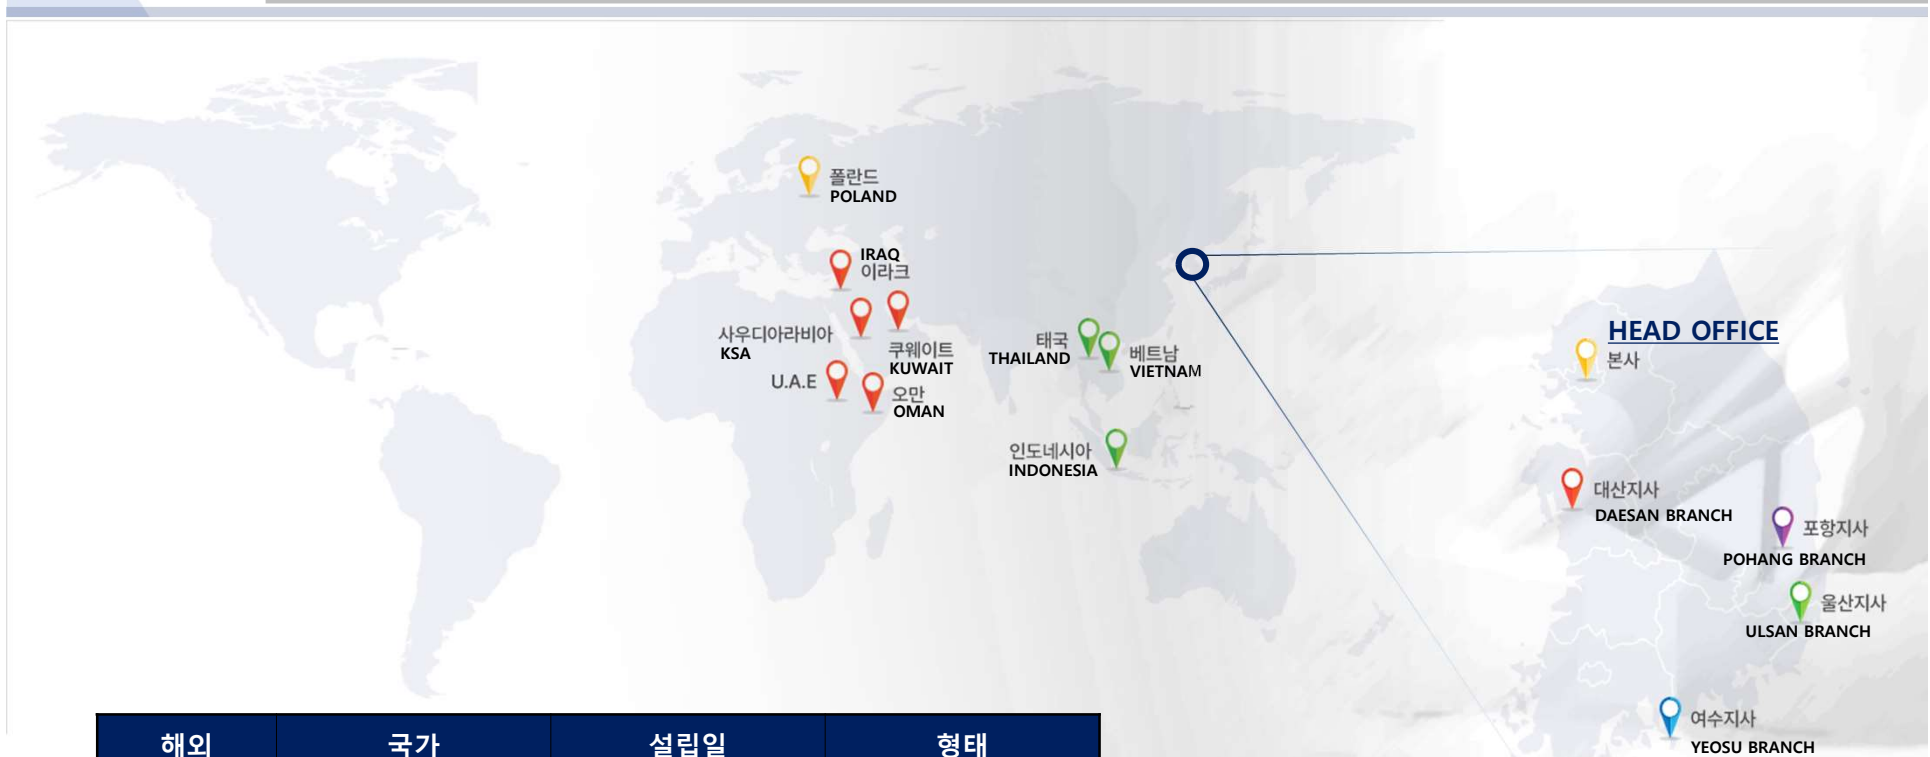 폴란드
POLAND
IRAQ
이라크
사우디아라비아
KSA
쿠웨이트
KUWAIT
U.A.E
오만
OMAN
태국
THAILAND
베트남
VIETNAM
인도네시아
INDONESIA
HEAD OFFICE
본사
대산지사
DAESAN BRANCH
포항지사
POHANG BRANCH
울산지사
ULSAN BRANCH
여수지사
YEOSU BRANCH
해외 국가 설립일 형태